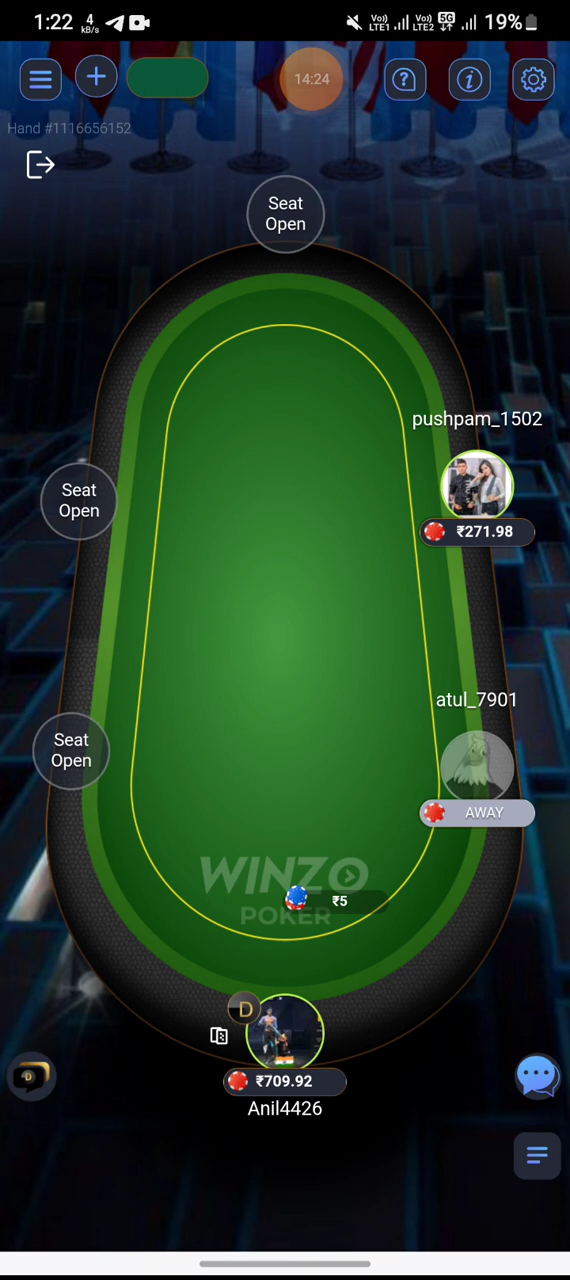 1:22
4
kB/s
Vo))
LTE1
Vo))
LTE2
5G
19%
14:24
Hand #1116656152
Seat
Open
pushpam_1502
Seat
Open
₹271.98
atul_7901
Seat
Open
AWAY
WINZO
₹5
POKER
D
₹709.92
Anil4426
D